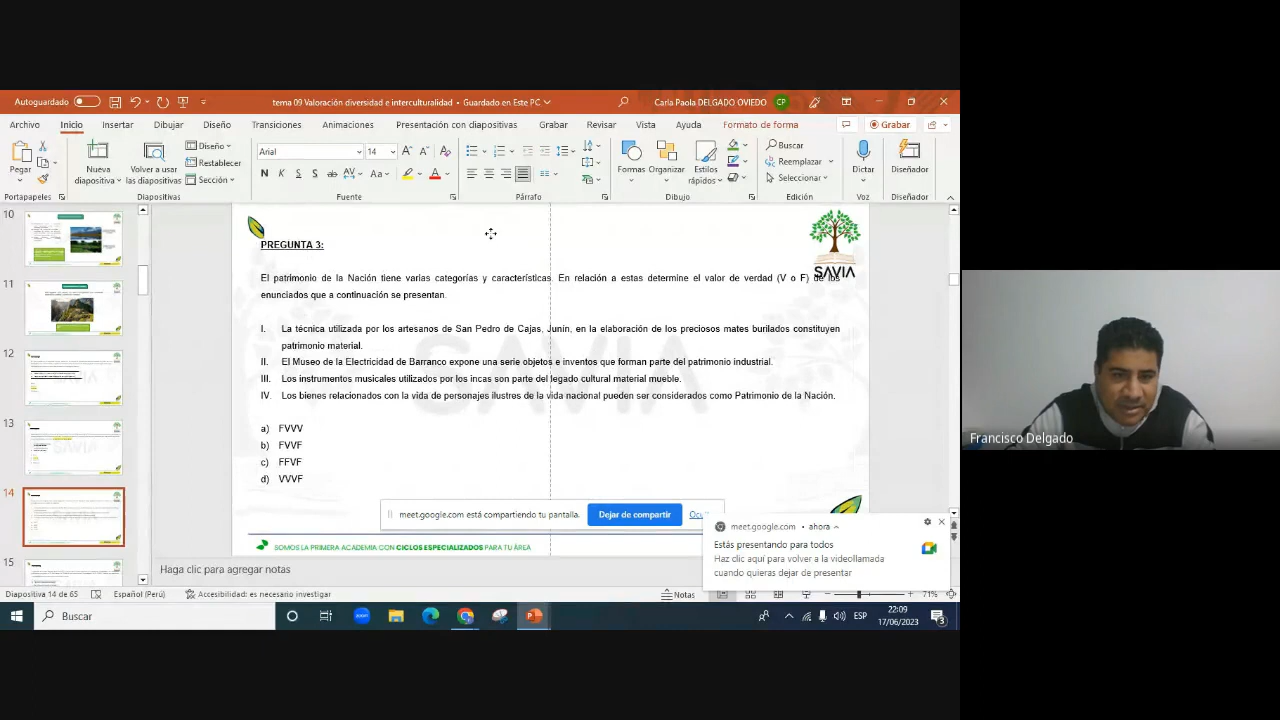 Autoguardado
tema 09 Valoración diversidad e interculturalidad • Guardado en Este PC
Carla Paola DELGADO OVIEDO
CP
Archivo Inicio Insertar Dibujar Diseño Transiciones Animaciones Presentación con diapositivas Grabar Revisar Vista Ayuda Formato de forma
Grabar
Pegar
Nueva diapositiva
Volver a usar las diapositivas
Diseño
Restablecer
Sección
Arial
14
N K S S ab AV Aa A
Formas
Organizar
Estilos rápidos
Buscar
Reemplazar
Seleccionar
Dictar
Diseñador
Portapapeles Diapositivas Fuente Párrafo Dibujo Edición Voz Diseñador
10
11
12
13
14
15
PREGUNTA 3:
SAVIA
El patrimonio de la Nación tiene varias categorías y características. En relación a estas determine el valor de verdad (V o F) de los
enunciados que a continuación se presentan.
I. La técnica utilizada por los artesanos de San Pedro de Cajas, Junín, en la elaboración de los preciosos mates burilados constituyen
patrimonio material.
II. El Museo de la Electricidad de Barranco expone una serie objetos e inventos que forman parte del patrimonio industrial.
III. Los instrumentos musicales utilizados por los incas son parte del legado cultural material mueble.
IV. Los bienes relacionados con la vida de personajes ilustres de la vida nacional pueden ser considerados como Patrimonio de la Nación.
a) FVVV
b) FVVF
c) FFVF
d) VVVF
meet.google.com está compartiendo tu pantalla.
Dejar de compartir
meet.google.com • ahora
Estás presentando para todos
Haz clic aquí para volver a la videollamada
cuando quieras dejar de presentar
SOMOS LA PRIMERA ACADEMIA CON CICLOS ESPECIALIZADOS PARA TU ÁREA
Haga clic para agregar notas
Diapositiva 14 de 65
Español (Perú)
Accesibilidad: es necesario investigar
Notas
71%
Buscar
zoom
ESP
22:09
17/06/2023
3
Francisco Delgado